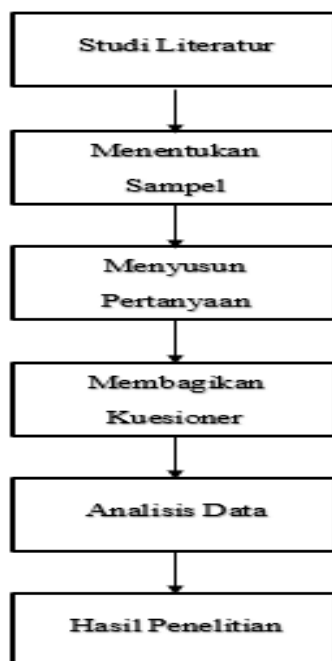 Studi Literatur
Menentukan
Sampel
Menyusun
Pertanyaan
Membagikan
Kuesioner
Analisis Data
Hasil Penelitian